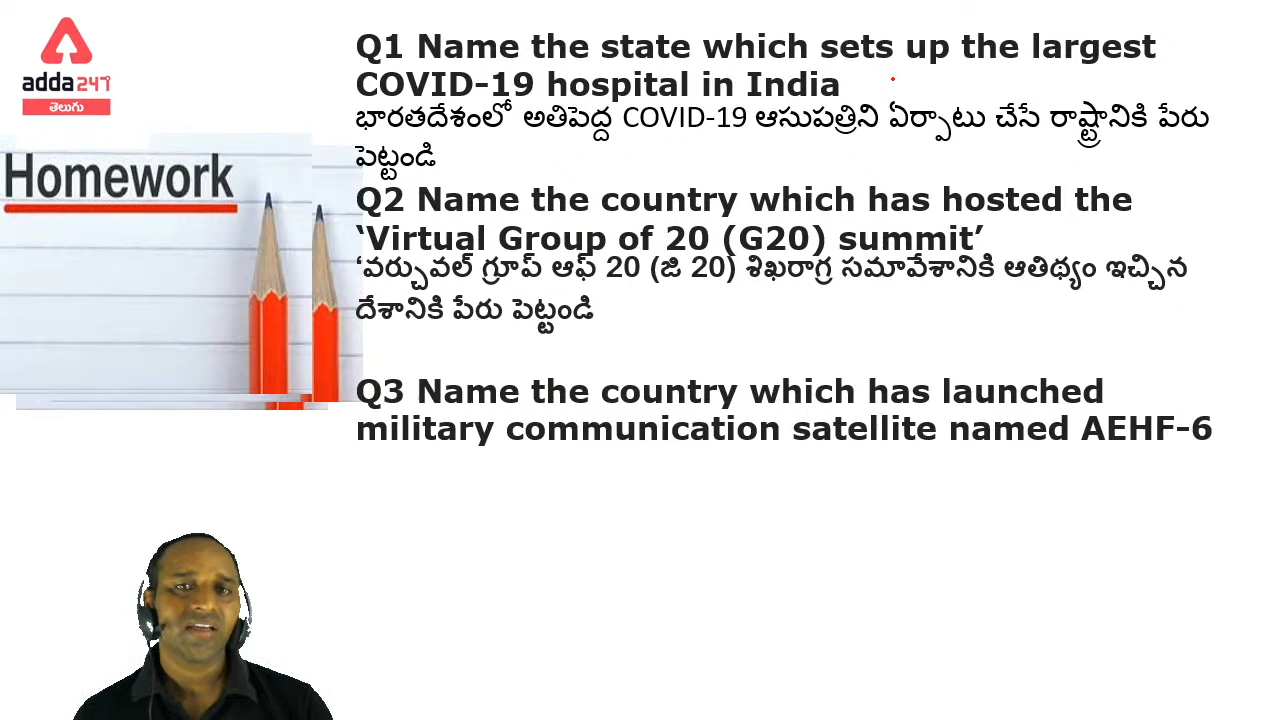 adda247
తెలుగు
Homework
Q1 Name the state which sets up the largest
COVID-19 hospital in India
భారతదేశంలో అతిపెద్ద COVID-19 ఆసుపత్రిని ఏర్పాటు చేసే రాష్ట్రానికి పేరు
పెట్టండి
Q2 Name the country which has hosted the
‘Virtual Group of 20 (G20) summit’
‘వర్చువల్ గ్రూప్ ఆఫ్ 20 (జి 20) శిఖరాగ్ర సమావేశానికి ఆతిథ్యం ఇచ్చిన
దేశానికి పేరు పెట్టండి
Q3 Name the country which has launched
military communication satellite named AEHF-6